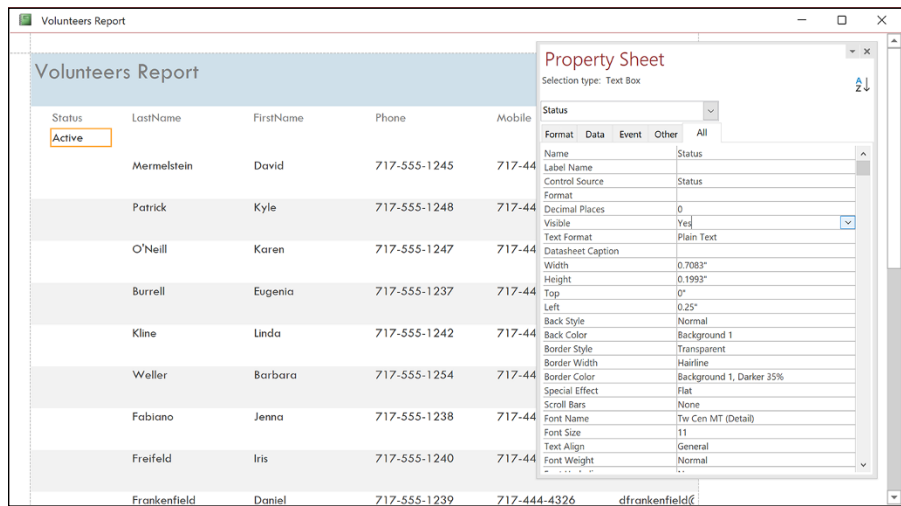 Volunteers Report
Volunteers Report
Status LastName FirstName Phone Mobile
Active
Mermelstein David 717-555-1245 717-44
Patrick Kyle 717-555-1248 717-44
O'Neill Karen 717-555-1247 717-44
Burrell Eugenia 717-555-1237 717-44
Kline Linda 717-555-1242 717-44
Weller Barbara 717-555-1254 717-44
Fabiano Jenna 717-555-1238 717-44
Freifeld Iris 717-555-1240 717-44
Frankenfield Daniel 717-555-1239 717-444-4326 dfrankenfield@
Property Sheet
Selection type: Text Box
AZ
Status
Format Data Event Other All
Name Status
Label Name
Control Source Status
Format
Decimal Places 0
Visible Yes
Text Format Plain Text
Datasheet Caption
Width 0.7083"
Height 0.1993"
Top 0"
Left 0.25"
Back Style Normal
Back Color Background 1
Border Style Transparent
Border Width Hairline
Border Color Background 1, Darker 35%
Special Effect Flat
Scroll Bars None
Font Name Tw Cen MT (Detail)
Font Size 11
Text Align General
Font Weight Normal